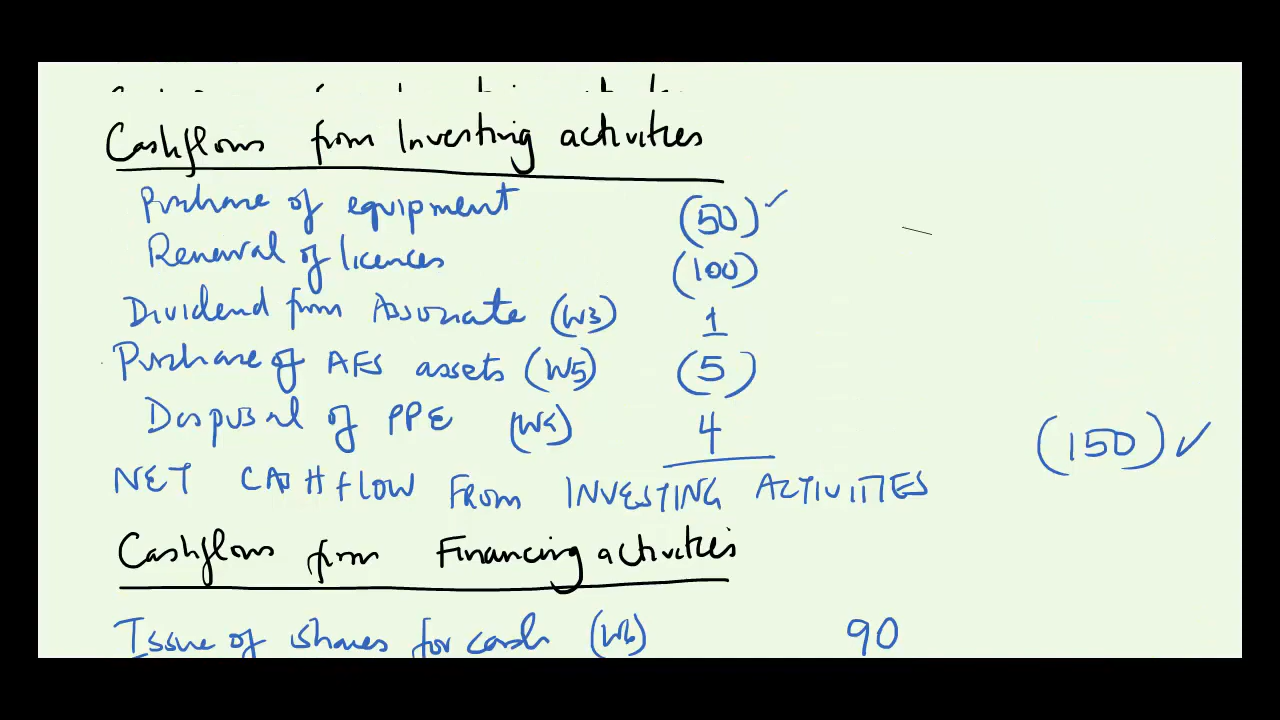 Cashflows from Investing activities
Purchase of equipment (50) ✓
Renewal of licences (100)
Dividend from Associate (W3) 1
Purchase of AFS assets (W5) (5)
Disposal of PPE (W4) 4 (150) ✓
NET CASHFLOW FROM INVESTING ACTIVITIES
Cashflows from Financing activities
Issue of shares for cash (W6) 90